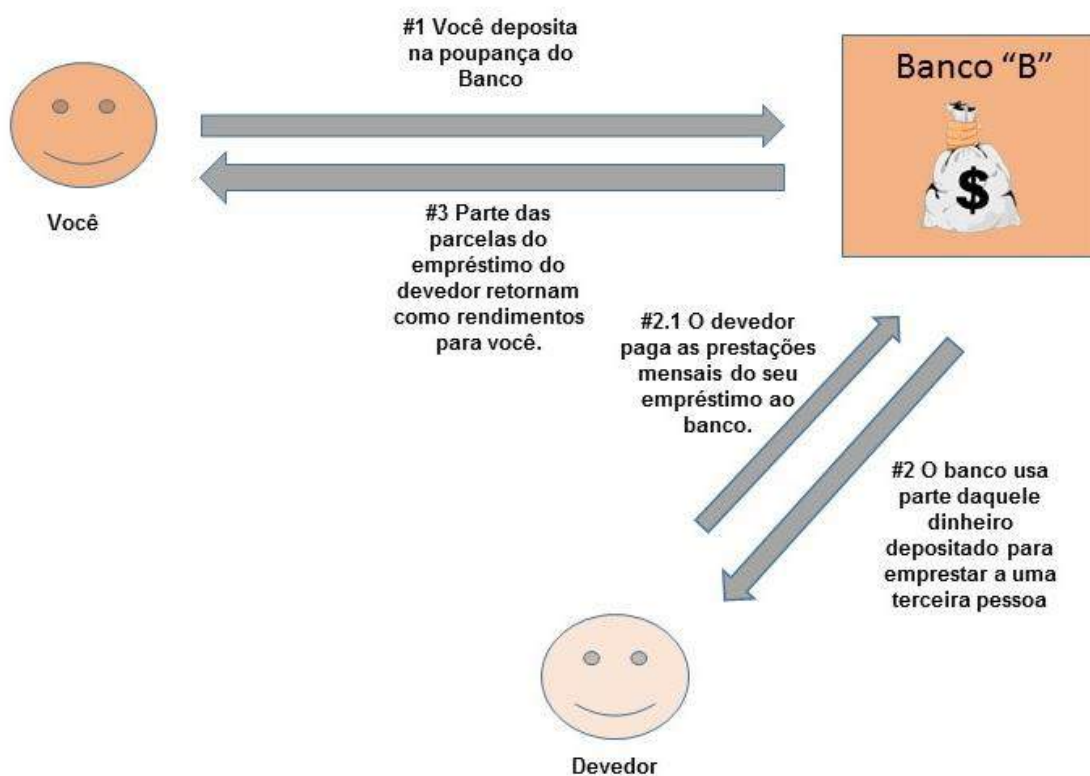 #1 Você deposita
na poupança do
Banco
Banco “B”
$
Você
#3 Parte das
parcelas do
empréstimo do
devedor retornam
como rendimentos
para você.
#2.1 O devedor
paga as prestações
mensais do seu
empréstimo ao
banco.
#2 O banco usa
parte daquele
dinheiro
depositado para
emprestar a uma
terceira pessoa
Devedor